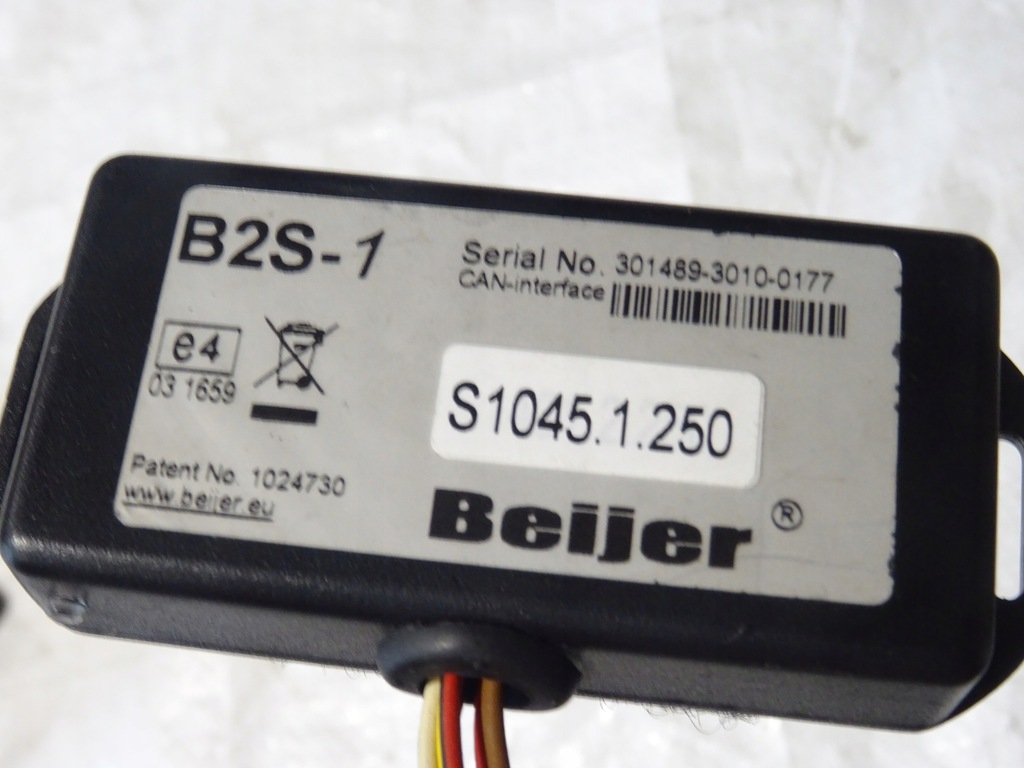 B2S-1
Serial No. 301489-3010-0177
CAN-interface
e4
03 1659
S1045.1.250
Patent No. 1024730
www.beijer.eu
Beijer ®